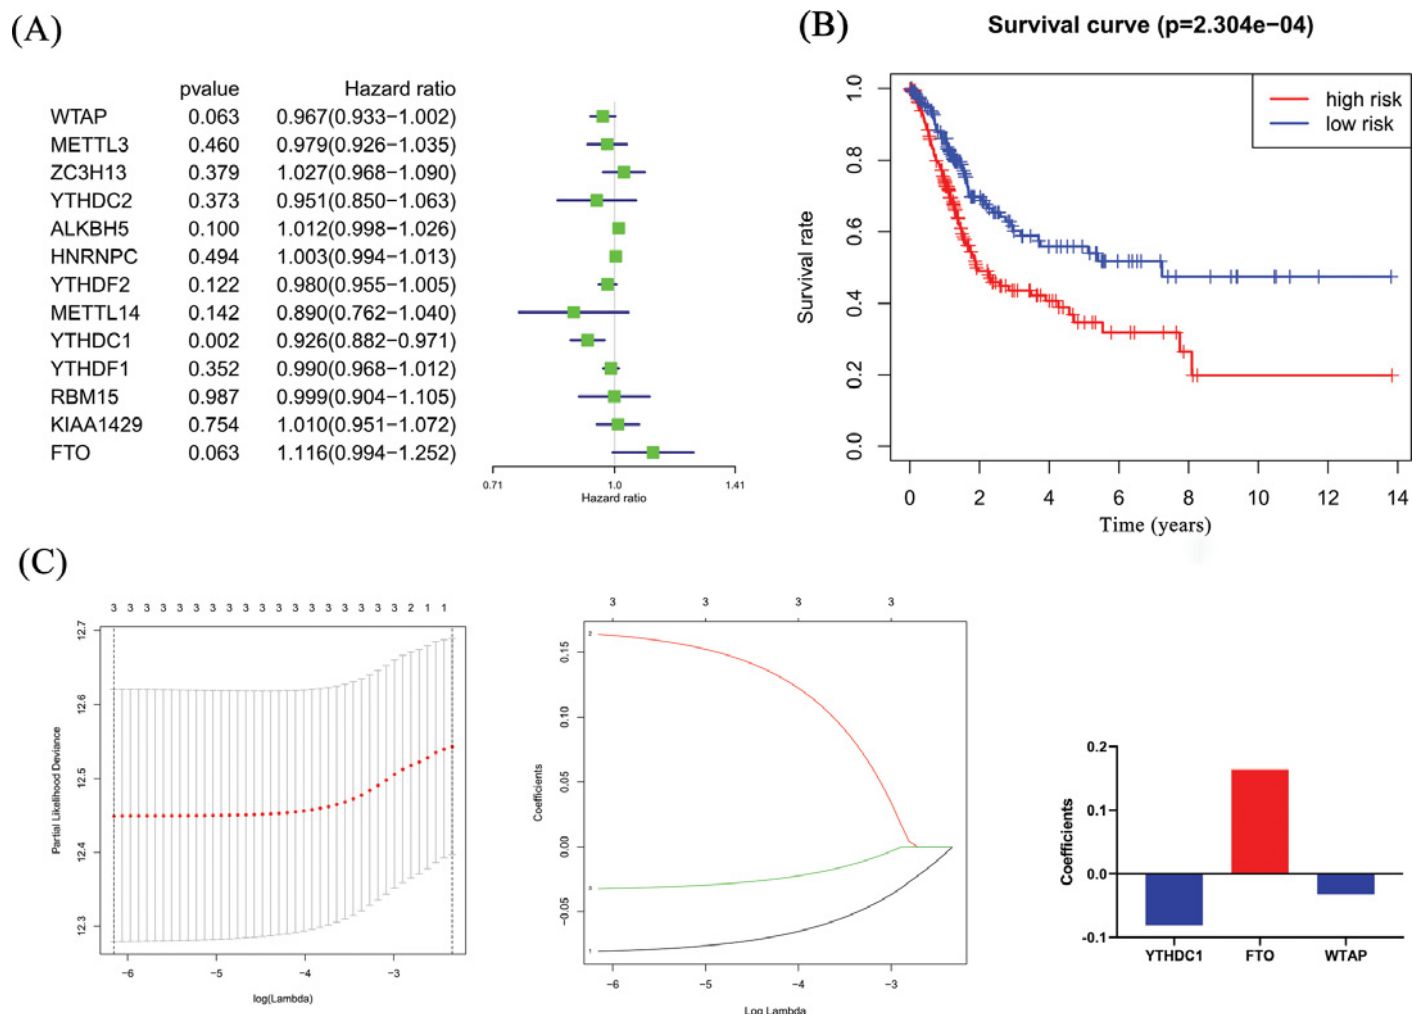 (A)
pvalue Hazard ratio
WTAP 0.063 0.967(0.933−1.002)
METTL3 0.460 0.979(0.926−1.035)
ZC3H13 0.379 1.027(0.968−1.090)
YTHDC2 0.373 0.951(0.850−1.063)
ALKBH5 0.100 1.012(0.998−1.026)
HNRNPC 0.494 1.003(0.994−1.013)
YTHDF2 0.122 0.980(0.955−1.005)
METTL14 0.142 0.890(0.762−1.040)
YTHDC1 0.002 0.926(0.882−0.971)
YTHDF1 0.352 0.990(0.968−1.012)
RBM15 0.987 0.999(0.904−1.105)
KIAA1429 0.754 1.010(0.951−1.072)
FTO 0.063 1.116(0.994−1.252)
0.71 1.0 1.41
Hazard ratio
(B)
Survival curve (p=2.304e−04)
high risk
low risk
Survival rate
1.0
0.8
0.6
0.4
0.2
0.0
0 2 4 6 8 10 12 14
Time (years)
(C)
3 3 3 3 3 3 3 3 3 3 3 3 3 3 3 3 3 3 2 1 1
Partial Likelihood Deviance
12.7
12.6
12.5
12.4
12.3
−6 −5 −4 −3
log(Lambda)
3 3 3 3
Coefficients
0.15
0.10
0.05
0.00
−0.05
2
3
1
−6 −5 −4 −3
Log Lambda
Coefficients
0.2
0.1
0.0
-0.1
YTHDC1 FTO WTAP